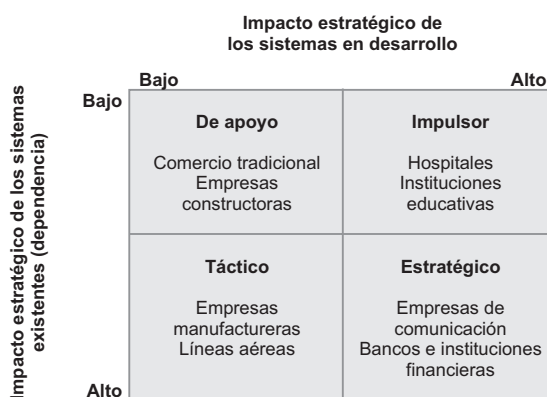 Impacto estratégico de
los sistemas en desarrollo
Bajo
Alto
Bajo
Alto
Impacto estratégico de los sistemas
existentes (dependencia)
De apoyo
Comercio tradicional
Empresas
constructoras
Impulsor
Hospitales
Instituciones
educativas
Táctico
Empresas
manufactureras
Líneas aéreas
Estratégico
Empresas de
comunicación
Bancos e instituciones
financieras